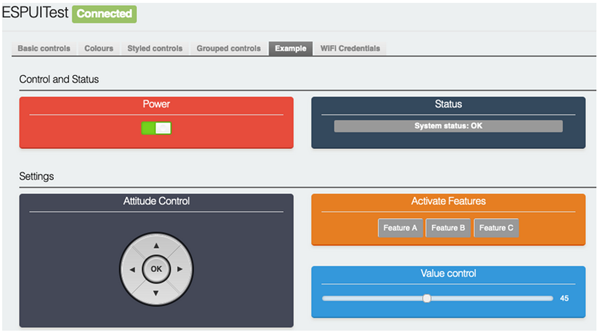 ESPUITest Connected
Basic controls Colours Styled controls Grouped controls Example WiFi Credentials
Control and Status
Power
Status
System status: OK
Settings
Attitude Control
OK
Activate Features
Feature A Feature B Feature C
Value control
45